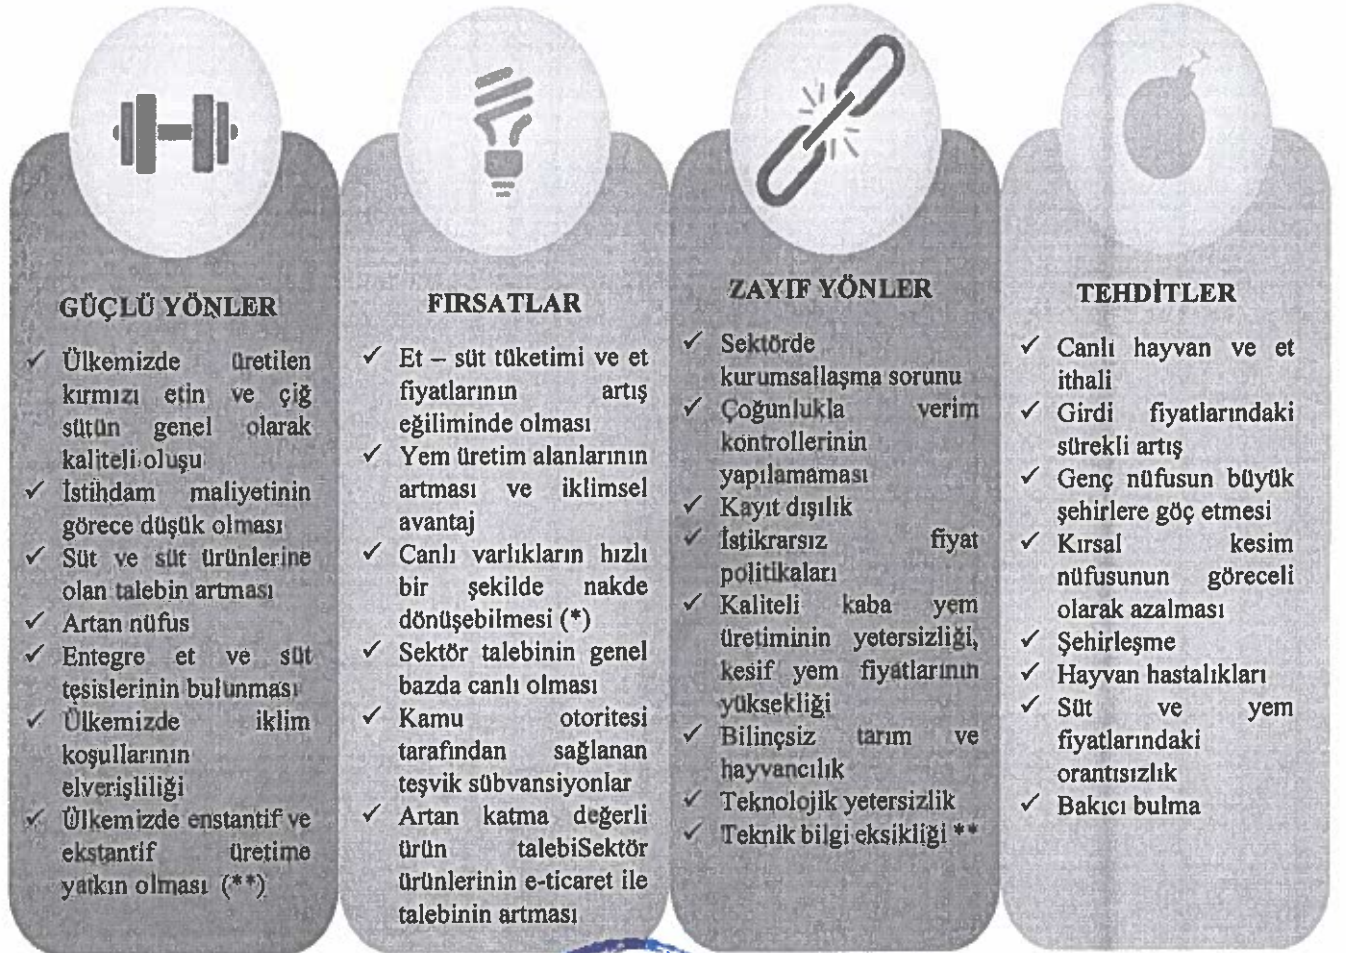 GÜÇLÜ YÖNLER
✓ Ülkemizde üretilen
kırmızı etin ve çiğ
sütün genel olarak
kaliteli oluşu
✓ İstihdam maliyetinin
görece düşük olması
✓ Süt ve süt ürünlerine
olan talebin artması
✓ Artan nüfus
✓ Entegre et ve süt
tesislerinin bulunması
✓ Ülkemizde iklim
koşullarının
elverişliliği
✓ Ülkemizde enstantif ve
ekstantif üretime
yatkın olması (**)
FIRSATLAR
✓ Et – süt tüketimi ve et
fiyatlarının artış
eğiliminde olması
✓ Yem üretim alanlarının
artması ve iklimsel
avantaj
✓ Canlı varlıkların hızlı
bir şekilde nakde
dönüşebilmesi (*)
✓ Sektör talebinin genel
bazda canlı olması
✓ Kamu otoritesi
tarafından sağlanan
teşvik sübvansiyonlar
✓ Artan katma değerli
ürün talebiSektör
ürünlerinin e-ticaret ile
talebinin artması
ZAYIF YÖNLER
✓ Sektörde
kurumsallaşma sorunu
✓ Çoğunlukla verim
kontrollerinin
yapılamaması
✓ Kayıt dışılık
✓ İstikrarsız fiyat
politikaları
✓ Kaliteli kaba yem
üretiminin yetersizliği,
kesif yem fiyatlarının
yüksekliği
✓ Bilinçsiz tarım ve
hayvancılık
✓ Teknolojik yetersizlik
✓ Teknik bilgi eksikliği **
TEHDİTLER
✓ Canlı hayvan ve et
ithali
✓ Girdi fiyatlarındaki
sürekli artış
✓ Genç nüfusun büyük
şehirlere göç etmesi
✓ Kırsal kesim
nüfusunun göreceli
olarak azalması
✓ Şehirleşme
✓ Hayvan hastalıkları
✓ Süt ve yem
fiyatlarındaki
orantısızlık
✓ Bakıcı bulma